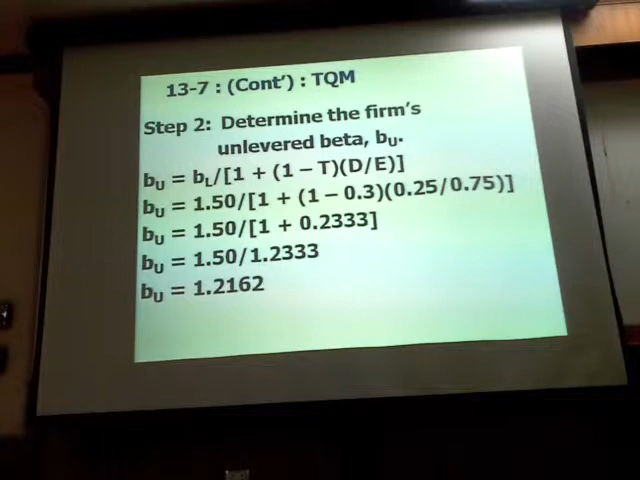 13-7 : (Cont’) : TQM
Step 2: Determine the firm’s
unlevered beta, bU.
bU = bL/[1 + (1 – T)(D/E)]
bU = 1.50/[1 + (1 – 0.3)(0.25/0.75)]
bU = 1.50/[1 + 0.2333]
bU = 1.50/1.2333
bU = 1.2162